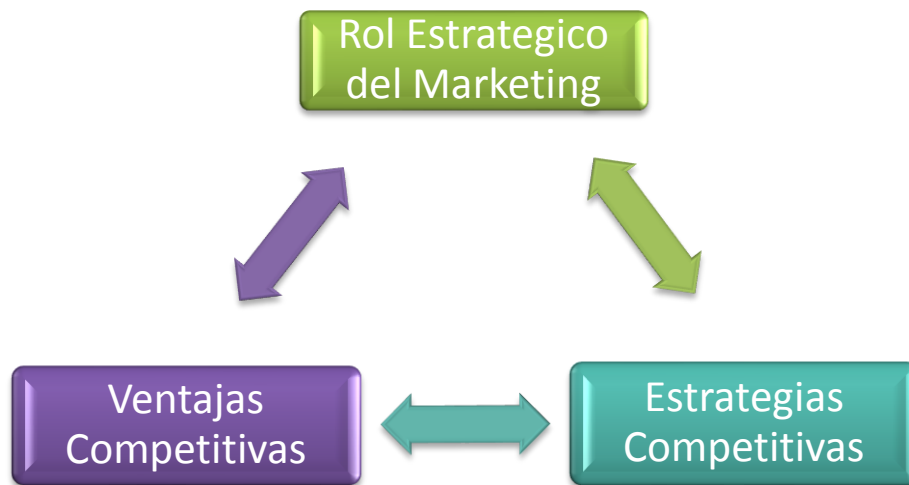 Rol Estrategico
del Marketing
Ventajas
Competitivas
Estrategias
Competitivas